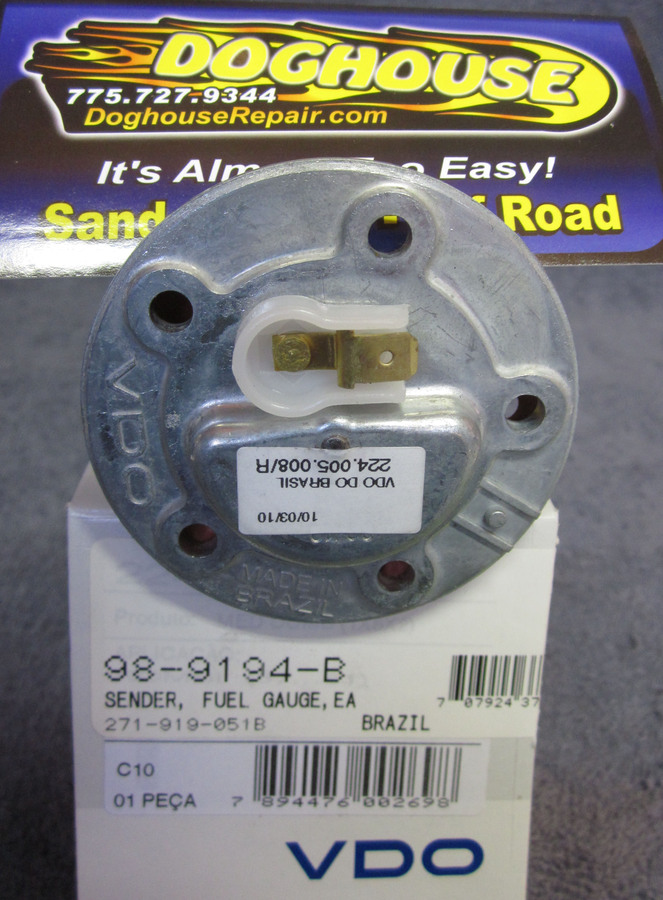 DOGHOUSE
775.727.9344
DoghouseRepair.com
It's Too Easy!
Sand Road
VDO
224.005.008/R
VDO DO BRASIL
10/03/10
MADE IN
BRAZIL
98-9194-B
SENDER, FUEL GAUGE,EA
271-919-051B BRAZIL
7 07924 37
C10
01 PEÇA
7 894476 002698
VDO